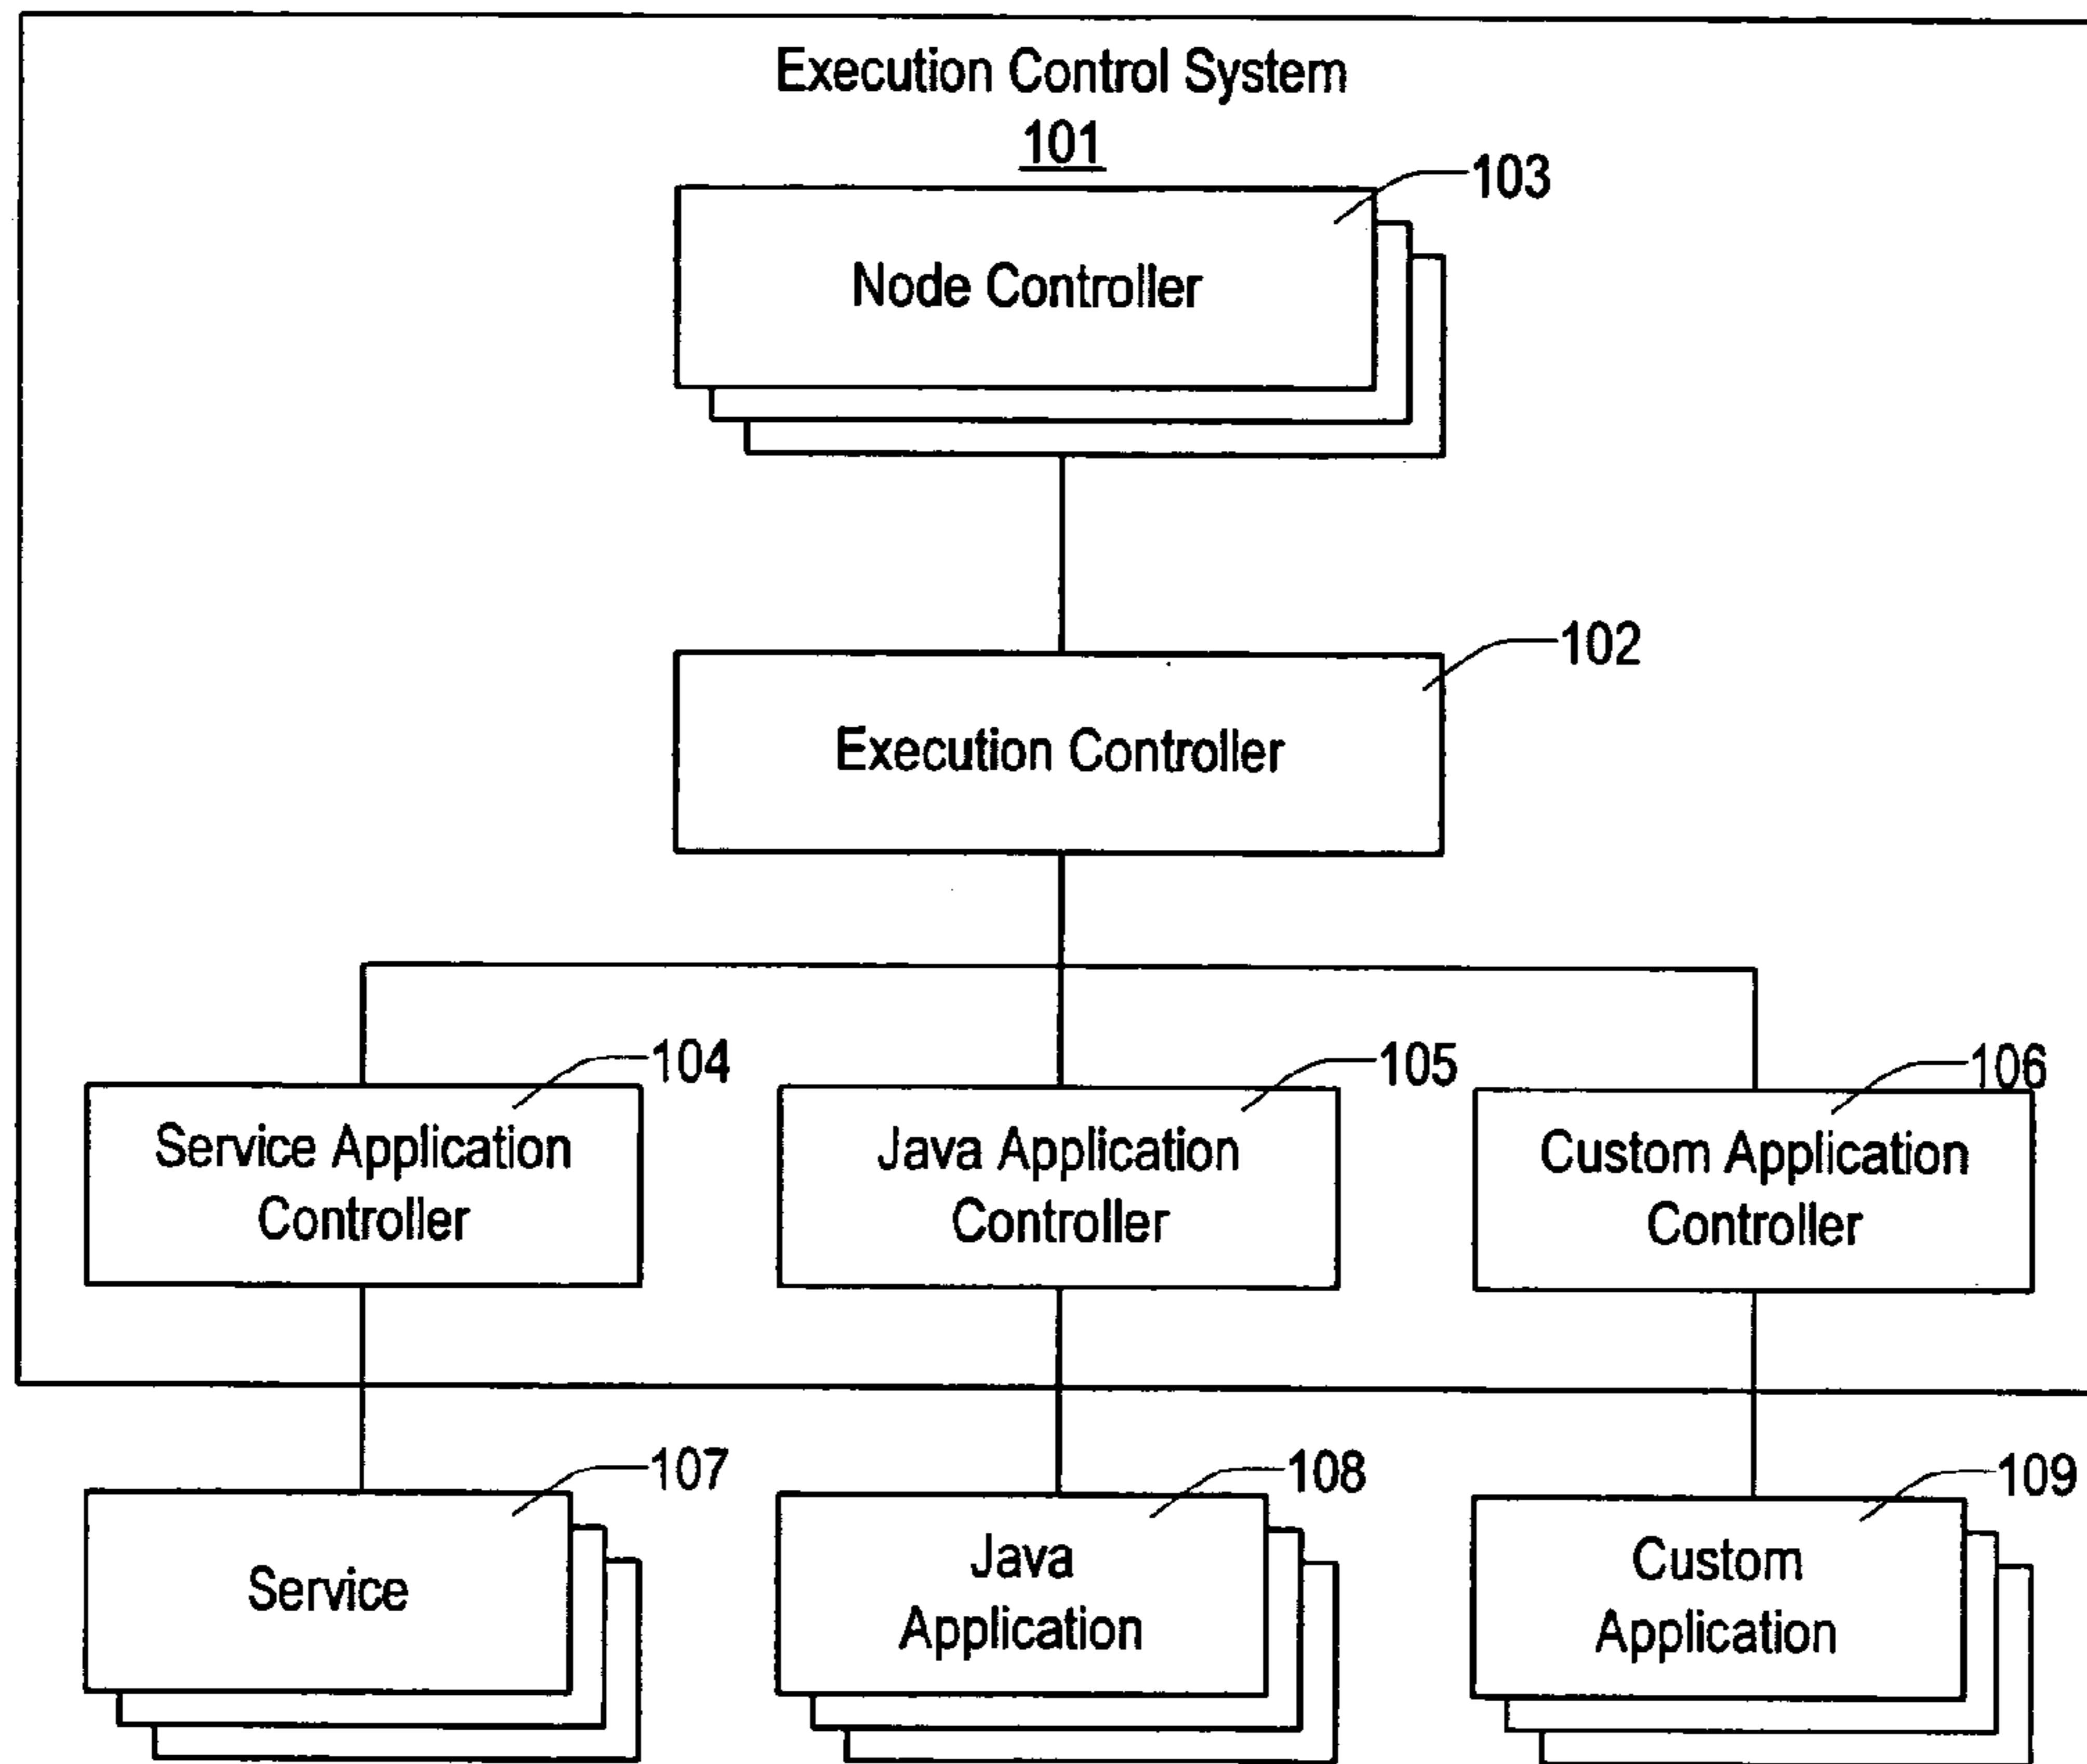 Execution Control System
101
103
Node Controller
102
Execution Controller
104
105
106
Service Application
Controller
Java Application
Controller
Custom Application
Controller
107
108
109
Service
Java
Application
Custom
Application